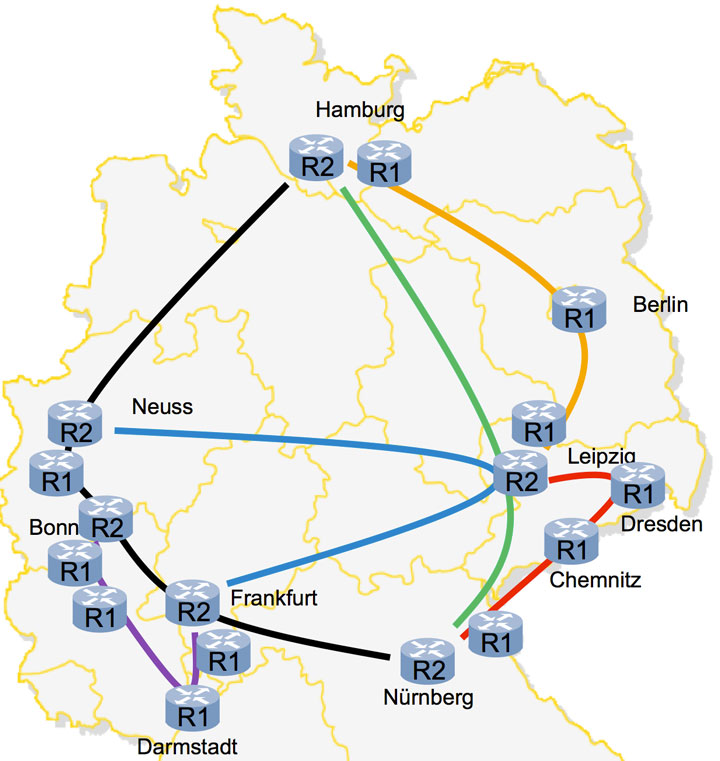 Hamburg
R2
R1
R1
Berlin
Neuss
R2
R1
R1
Leipzig
R2
R1
Dresden
Bonn
R2
R1
R1
Chemnitz
R1
R2
Frankfurt
R1
R1
R2
Nürnberg
R1
Darmstadt